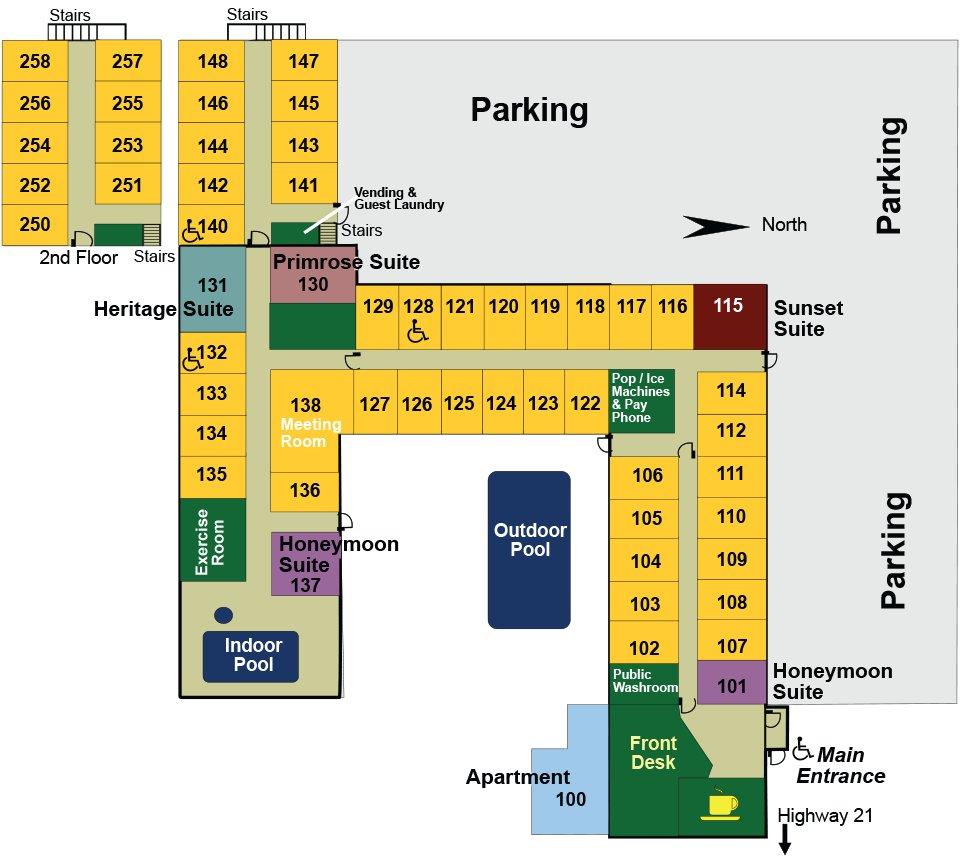 Stairs
Stairs
258
257
148
147
256
255
146
145
Parking
254
253
144
143
252
251
142
141
Vending &
Guest Laundry
250
140
Stairs
North
Parking
2nd Floor
Stairs
Primrose Suite
130
131
Heritage Suite
129
128
121
120
119
118
117
116
115
Sunset
Suite
132
133
134
135
138
Meeting
Room
136
127
126
125
124
123
122
Pop / Ice
Machines
& Pay
Phone
114
112
106
111
105
110
104
109
103
108
102
107
Outdoor
Pool
Parking
Exercise
Room
Honeymoon
Suite
137
Indoor
Pool
Public
Washroom
101
Honeymoon
Suite
Front
Desk
Apartment
100
Main
Entrance
Highway 21